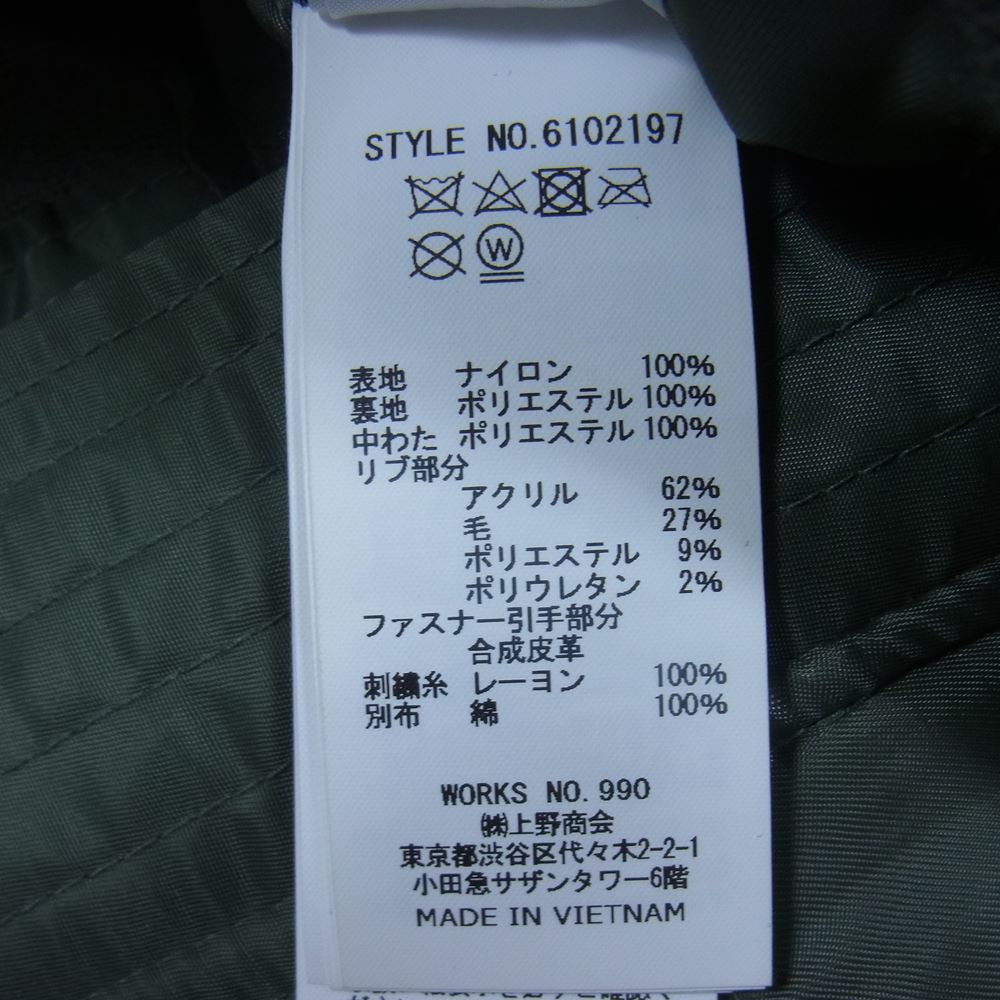 STYLE NO.6102197
W
表地 ナイロン 100%
裏地 ポリエステル 100%
中わた ポリエステル 100%
リブ部分
アクリル 62%
毛 27%
ポリエステル 9%
ポリウレタン 2%
ファスナー引手部分
合成皮革
刺繍糸 レーヨン 100%
別布 綿 100%
WORKS NO. 990
㈱上野商会
東京都渋谷区代々木2-2-1
小田急サザンタワー6階
MADE IN VIETNAM